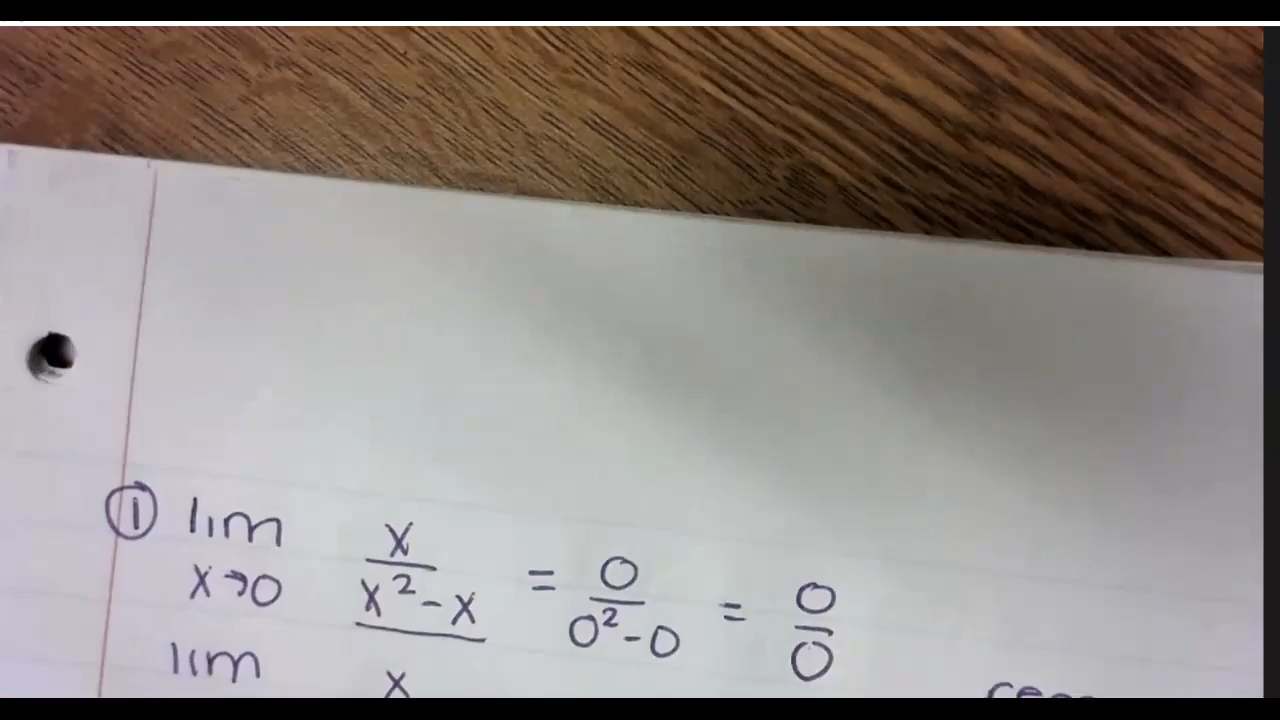 ① lim x→0 x/(x² - x) = 0/(0² - 0) = 0/0
lim x